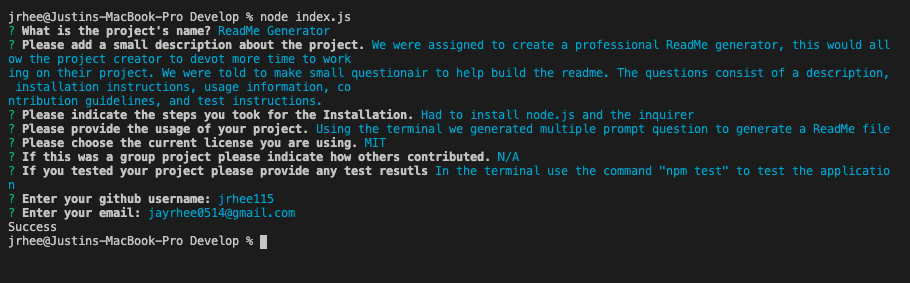 jrhee@Justins-MacBook-Pro Develop % node index.js
? What is the project's name? ReadMe Generator
? Please add a small description about the project. We were assigned to create a professional ReadMe generator, this would all
ow the project creator to devot more time to work
ing on their project. We were told to make small questionair to help build the readme. The questions consist of a description,
 installation instructions, usage information, co
ntribution guidelines, and test instructions.
? Please indicate the steps you took for the Installation. Had to install node.js and the inquirer
? Please provide the usage of your project. Using the terminal we generated multiple prompt question to generate a ReadMe file
? Please choose the current license you are using. MIT
? If this was a group project please indicate how others contributed. N/A
? If you tested your project please provide any test resutls In the terminal use the command "npm test" to test the applicatio
n
? Enter your github username: jrhee115
? Enter your email: jayrhee0514@gmail.com
Success
jrhee@Justins-MacBook-Pro Develop %